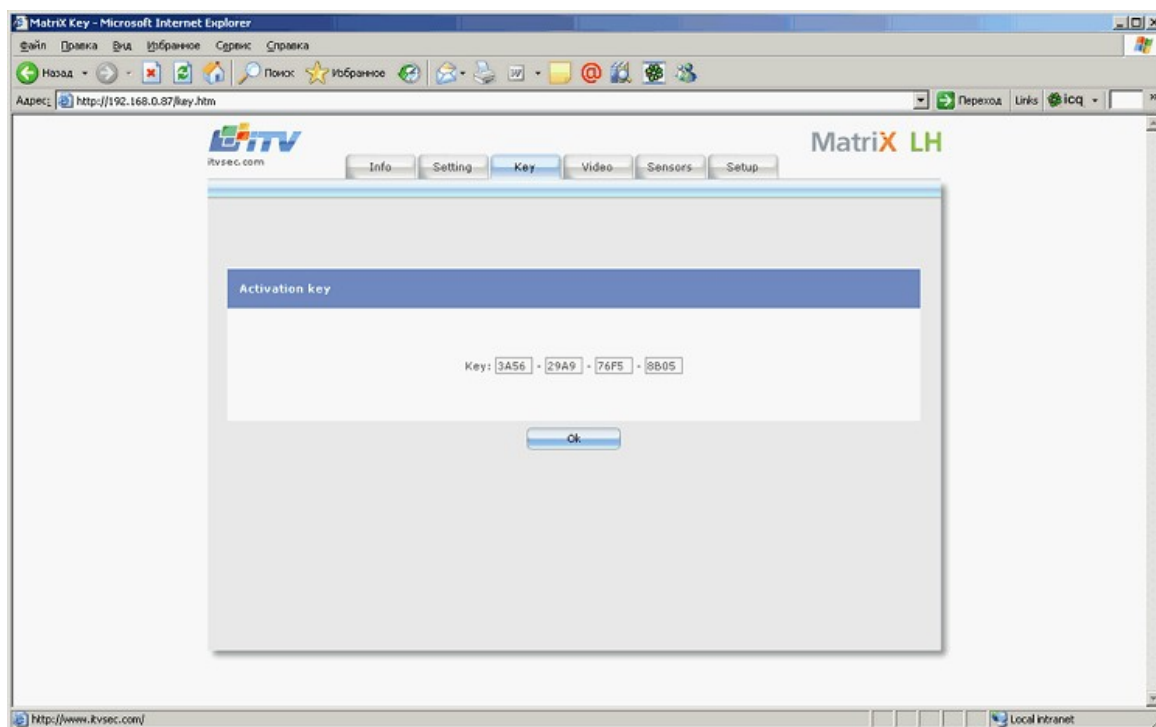 MatriX Key - Microsoft Internet Explorer
Файл Правка Вид Избранное Сервис Справка
Назад Поиск Избранное
Адрес: http://192.168.0.87/key.htm Переход Links icq
itv MatriX LH
itvsec.com
Info Setting Key Video Sensors Setup
Activation key
Key: 3A56 - 29A9 - 76F5 - 8B05
Ok
http://www.itvsec.com/ Local intranet